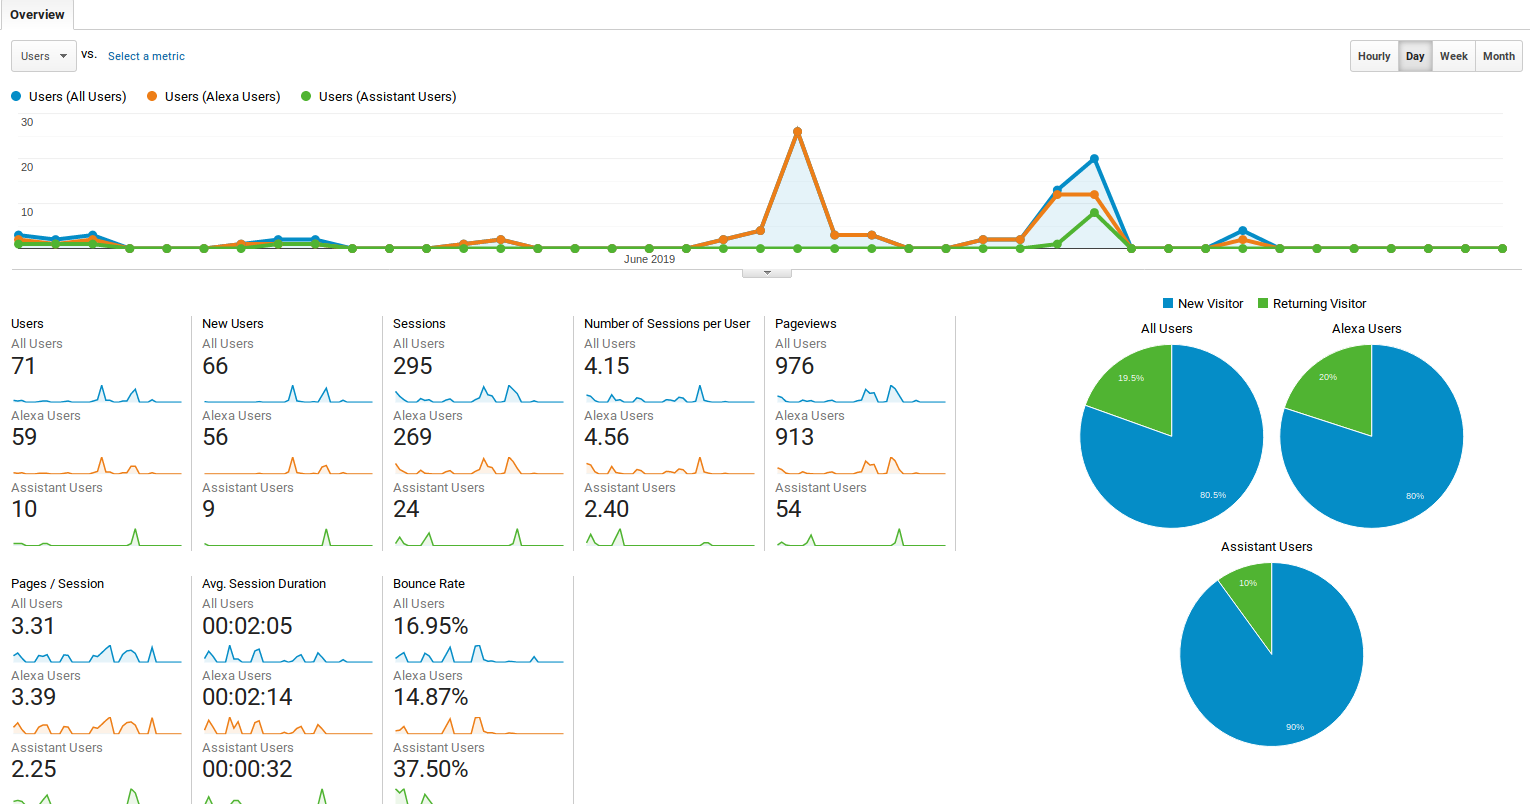 Overview
Users vs. Select a metric
Hourly Day Week Month
Users (All Users) Users (Alexa Users) Users (Assistant Users)
30
20
10
June 2019
New Visitor Returning Visitor
Users
All Users
71
Alexa Users
59
Assistant Users
10
New Users
All Users
66
Alexa Users
56
Assistant Users
9
Sessions
All Users
295
Alexa Users
269
Assistant Users
24
Number of Sessions per User
All Users
4.15
Alexa Users
4.56
Assistant Users
2.40
Pageviews
All Users
976
Alexa Users
913
Assistant Users
54
Pages / Session
All Users
3.31
Alexa Users
3.39
Assistant Users
2.25
Avg. Session Duration
All Users
00:02:05
Alexa Users
00:02:14
Assistant Users
00:00:32
Bounce Rate
All Users
16.95%
Alexa Users
14.87%
Assistant Users
37.50%
All Users
19.5%
80.5%
Alexa Users
20%
80%
Assistant Users
10%
90%